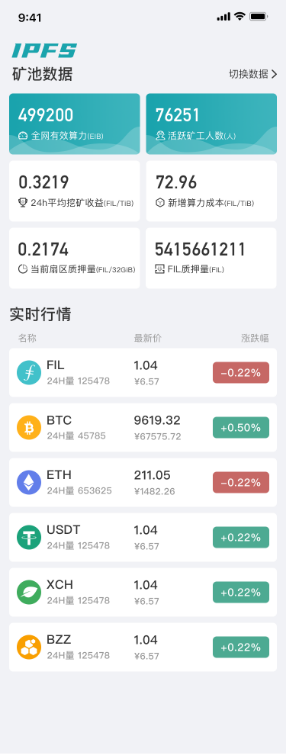 9:41
IPFS
矿池数据
切换数据
499200
全网有效算力(EIB)
76251
活跃矿工人数(人)
0.3219
24h平均挖矿收益(FIL/TIB)
72.96
新增算力成本(FIL/TIB)
0.2174
当前扇区质押量(FIL/32GIB)
5415661211
FIL质押量(FIL)
实时行情
名称 最新价 涨跌幅
FIL 1.04 -0.22%
24H量 125478 ¥6.57
BTC 9619.32 +0.50%
24H量 45785 ¥67575.72
ETH 211.05 -0.22%
24H量 653625 ¥1482.26
USDT 1.04 +0.22%
24H量 125478 ¥6.57
XCH 1.04 +0.22%
24H量 125478 ¥6.57
BZZ 1.04 +0.22%
24H量 125478 ¥6.57